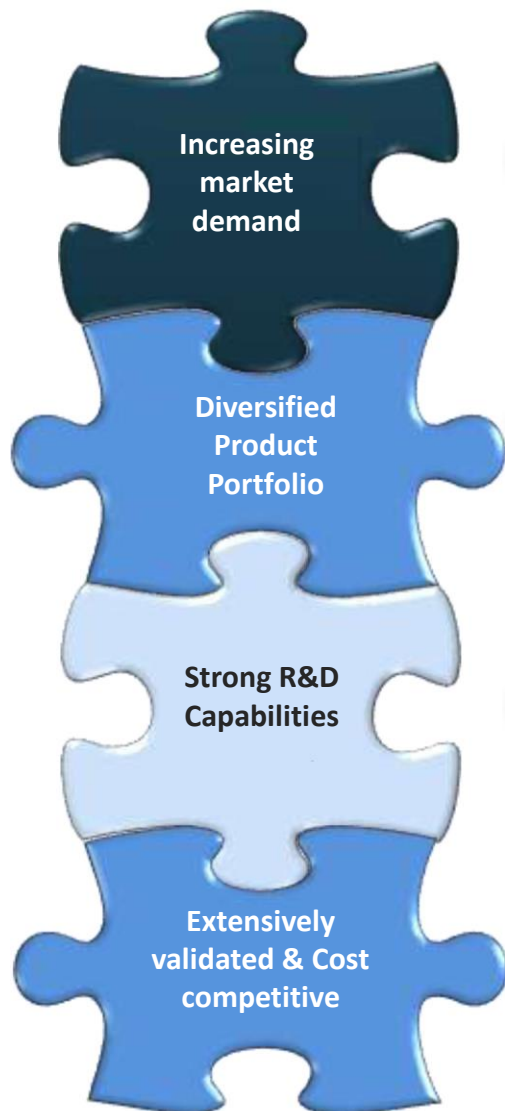 Increasing
market
demand
Diversified
Product
Portfolio
Strong R&D
Capabilities
Extensively
validated & Cost
competitive